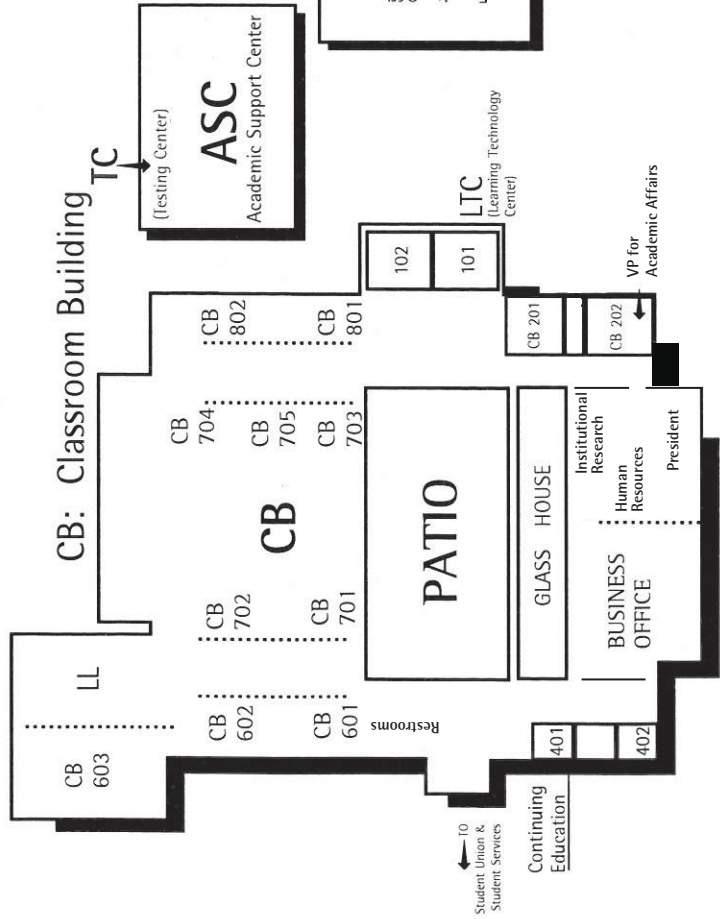 CB: Classroom Building
TC
(Testing Center)
ASC
Academic Support Center
CB
603
LL
CB
602
CB
601
CB
702
CB
701
CB
CB
704
CB
705
CB
703
CB
802
CB
801
Restrooms
PATIO
102
101
LTC
(Learning Technology
Center)
GLASS HOUSE
CB 201
CB 202
VP for
Academic Affairs
TO
Student Union &
Student Services
Continuing
Education
401
402
BUSINESS
OFFICE
Institutional
Research
Human
Resources
President